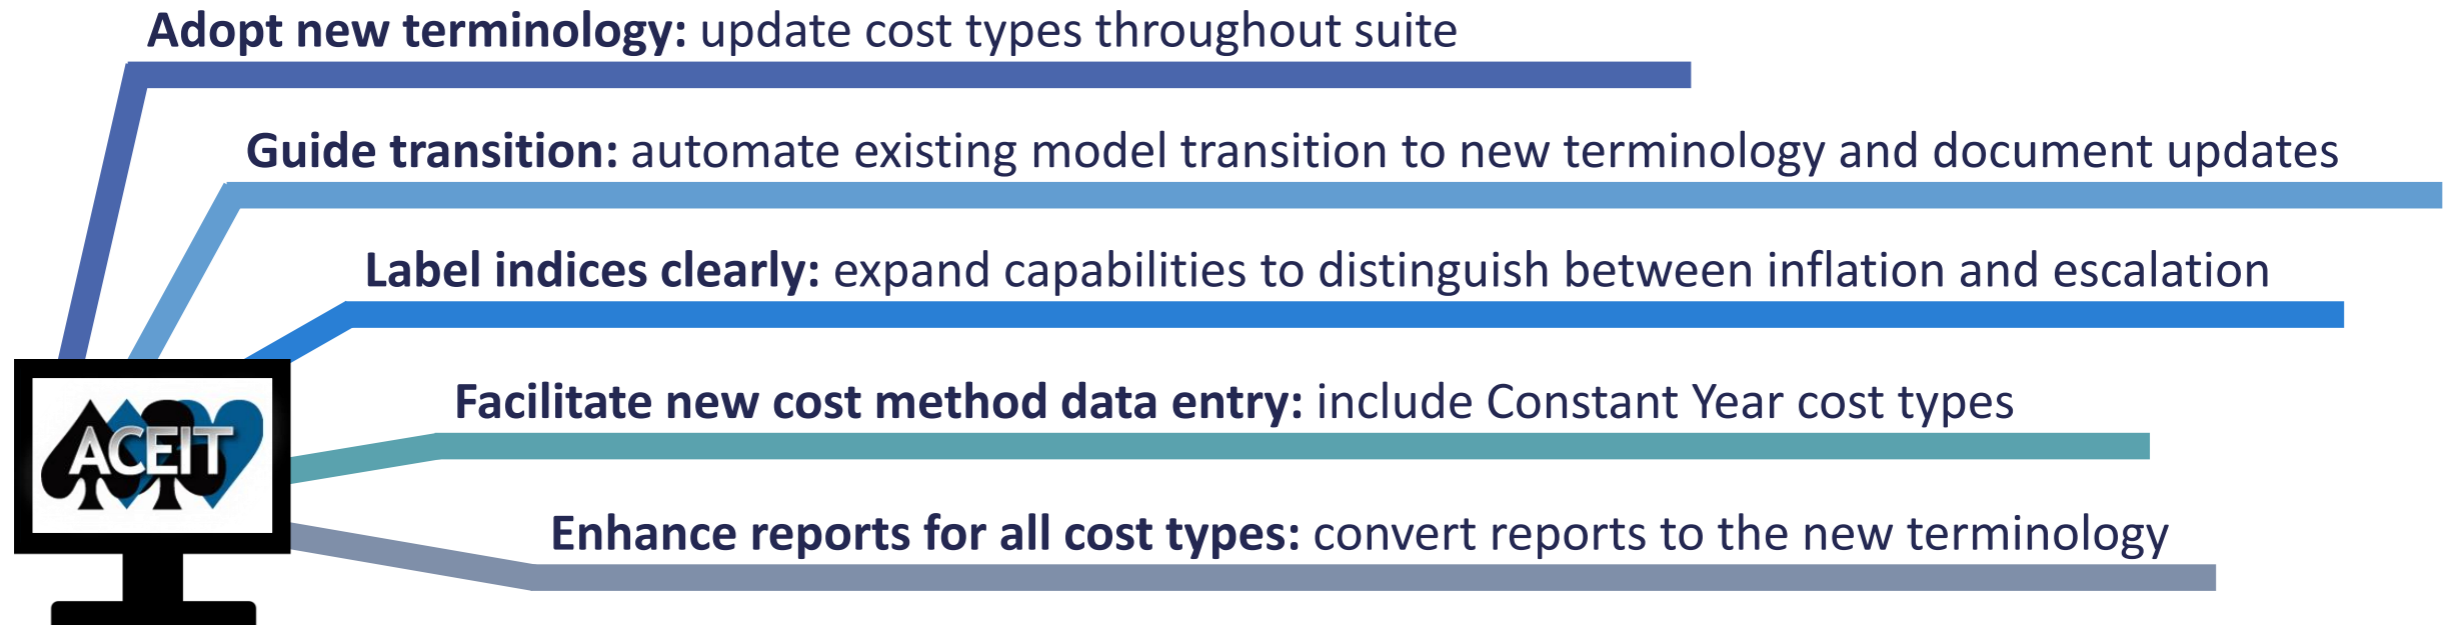 Adopt new terminology: update cost types throughout suite
Guide transition: automate existing model transition to new terminology and document updates
Label indices clearly: expand capabilities to distinguish between inflation and escalation
Facilitate new cost method data entry: include Constant Year cost types
ACEIT
Enhance reports for all cost types: convert reports to the new terminology